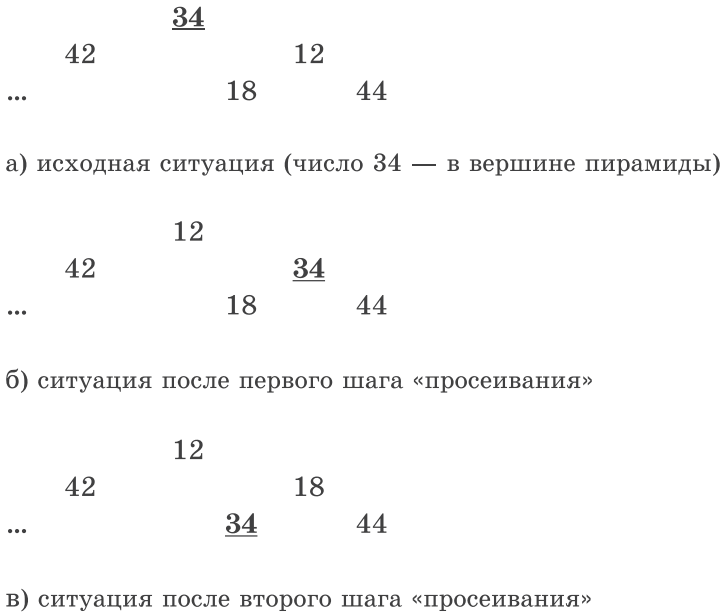 34
42 12
... 18 44
а) исходная ситуация (число 34 — в вершине пирамиды)
12
42 34
... 18 44
б) ситуация после первого шага «просеивания»
12
42 18
... 34 44
в) ситуация после второго шага «просеивания»